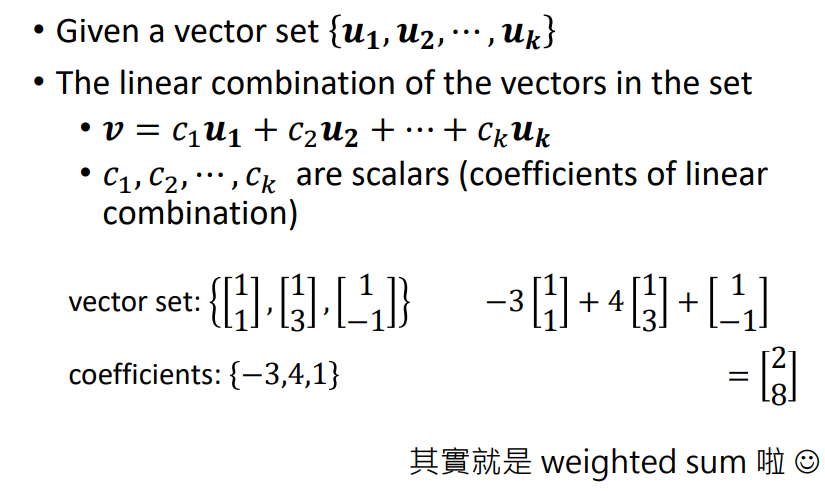 • Given a vector set {𝒖₁, 𝒖₂, ⋯ , 𝒖ₖ}
• The linear combination of the vectors in the set
• 𝒗 = c₁𝒖₁ + c₂𝒖₂ + ⋯ + cₖ𝒖ₖ
• c₁, c₂, ⋯ , cₖ are scalars (coefficients of linear
combination)
vector set: {[1 1], [1 3], [1 −1]} −3 [1 1] + 4 [1 3] + [1 −1]
coefficients: {−3,4,1} = [2 8]
其實就是 weighted sum 啦 ☺